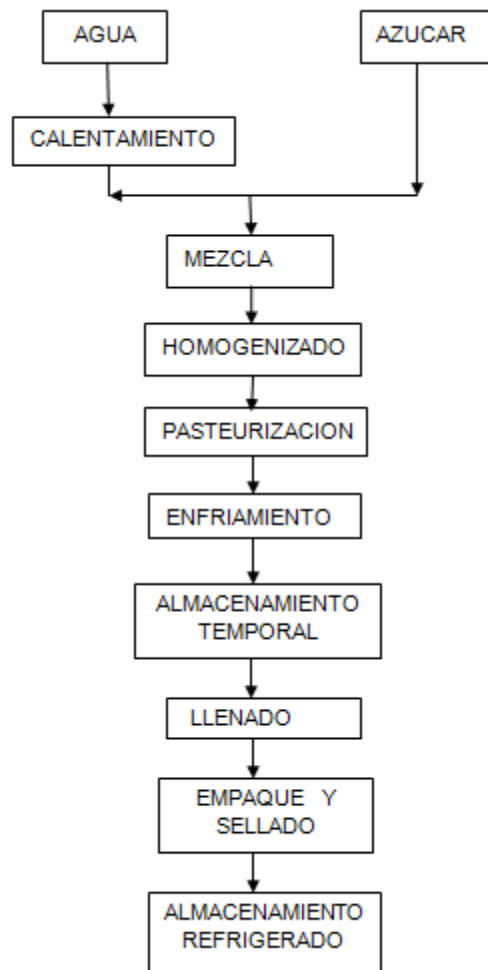 AGUA
AZUCAR
CALENTAMIENTO
MEZCLA
HOMOGENIZADO
PASTEURIZACION
ENFRIAMIENTO
ALMACENAMIENTO
TEMPORAL
LLENADO
EMPAQUE Y
SELLADO
ALMACENAMIENTO
REFRIGERADO